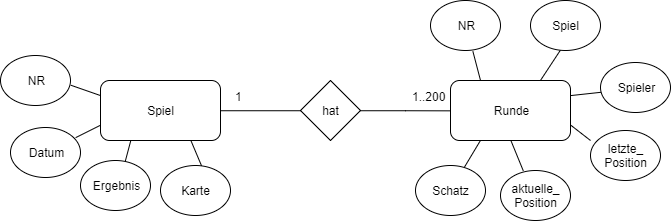 NR
Spiel
NR
Spieler
1
1..200
Spiel
hat
Runde
Datum
letzte_
Position
Ergebnis
Karte
Schatz
aktuelle_
Position